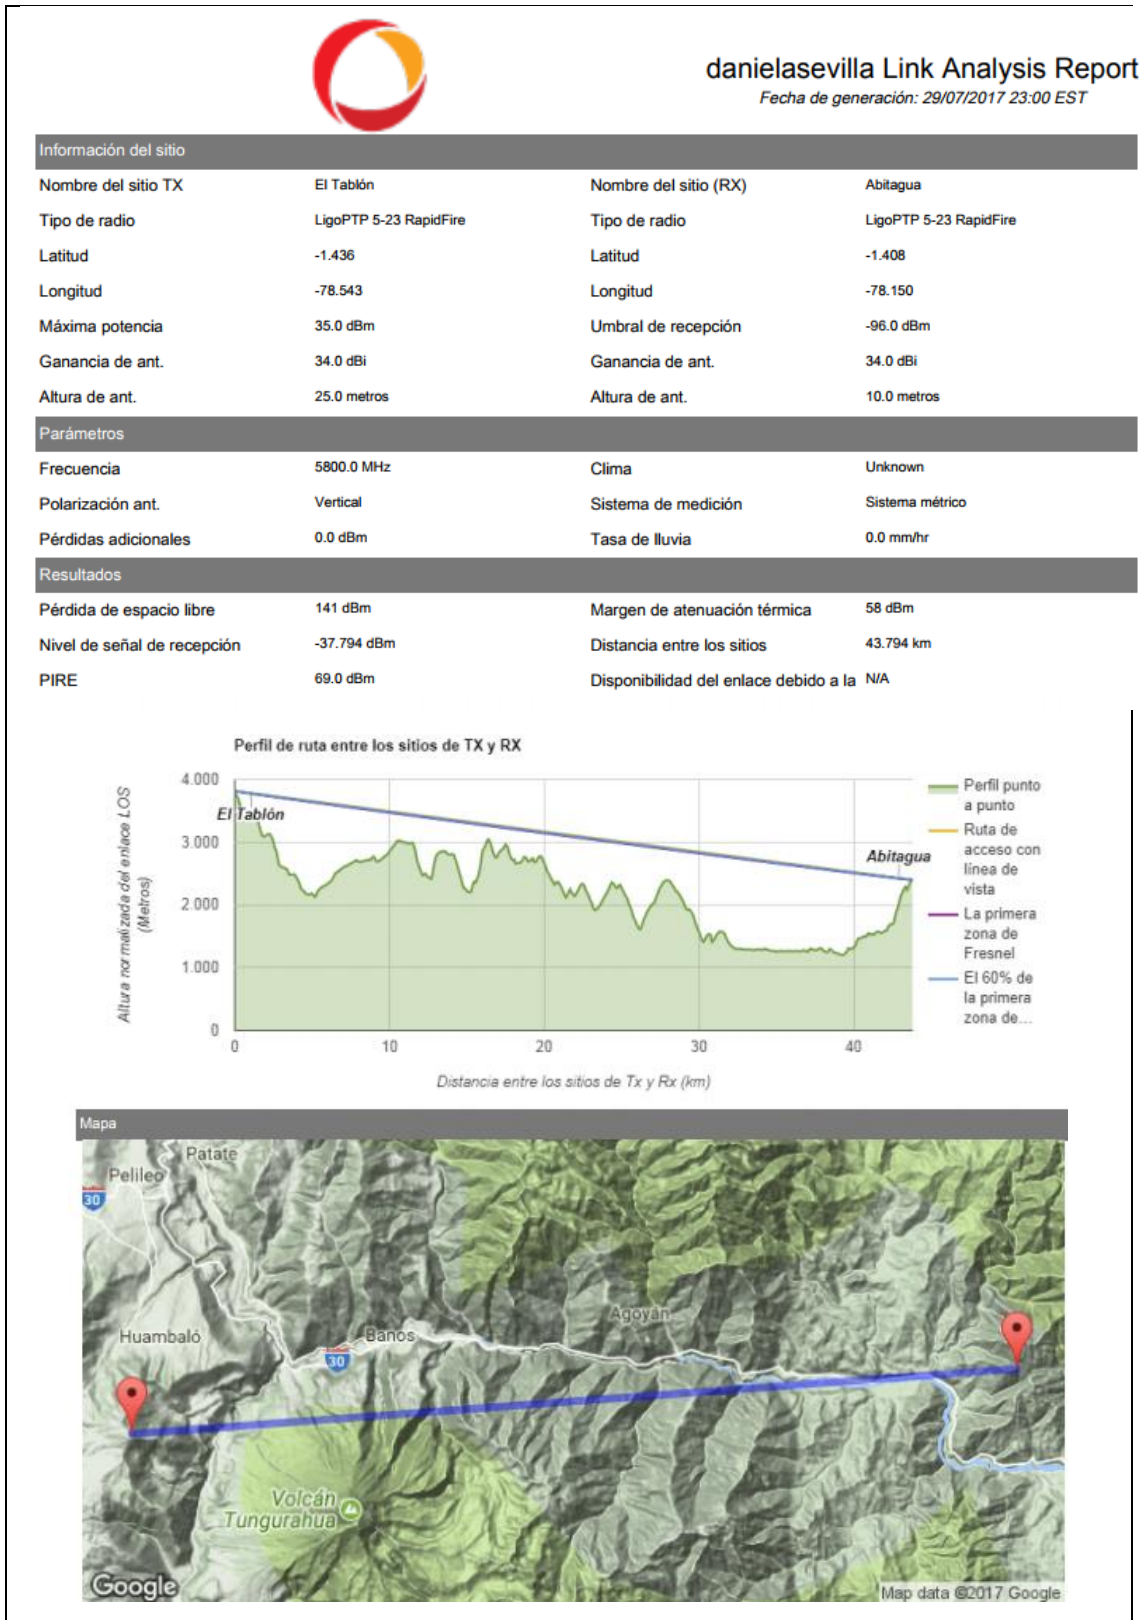 danielasevilla Link Analysis Report
Fecha de generación: 29/07/2017 23:00 EST
Información del sitio
Nombre del sitio TX El Tablón Nombre del sitio (RX) Abitagua
Tipo de radio LigoPTP 5-23 RapidFire Tipo de radio LigoPTP 5-23 RapidFire
Latitud -1.436 Latitud -1.408
Longitud -78.543 Longitud -78.150
Máxima potencia 35.0 dBm Umbral de recepción -96.0 dBm
Ganancia de ant. 34.0 dBi Ganancia de ant. 34.0 dBi
Altura de ant. 25.0 metros Altura de ant. 10.0 metros
Parámetros
Frecuencia 5800.0 MHz Clima Unknown
Polarización ant. Vertical Sistema de medición Sistema métrico
Pérdidas adicionales 0.0 dBm Tasa de lluvia 0.0 mm/hr
Resultados
Pérdida de espacio libre 141 dBm Margen de atenuación térmica 58 dBm
Nivel de señal de recepción -37.794 dBm Distancia entre los sitios 43.794 km
PIRE 69.0 dBm Disponibilidad del enlace debido a la N/A
Perfil de ruta entre los sitios de TX y RX
Altura normalizada del enlace LOS
(Metros)
4.000
3.000
2.000
1.000
0
El Tablón
Abitagua
0 10 20 30 40
Distancia entre los sitios de Tx y Rx (km)
Perfil punto
a punto
Ruta de
acceso con
línea de
vista
La primera
zona de
Fresnel
El 60% de
la primera
zona de...
Mapa
Patate
Pelileo
30
Agoyán
Huambaló
Banos
30
Volcán
Tungurahua
Google
Map data ©2017 Google